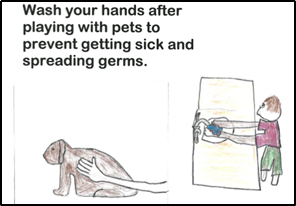 Wash your hands after
playing with pets to
prevent getting sick and
spreading germs.